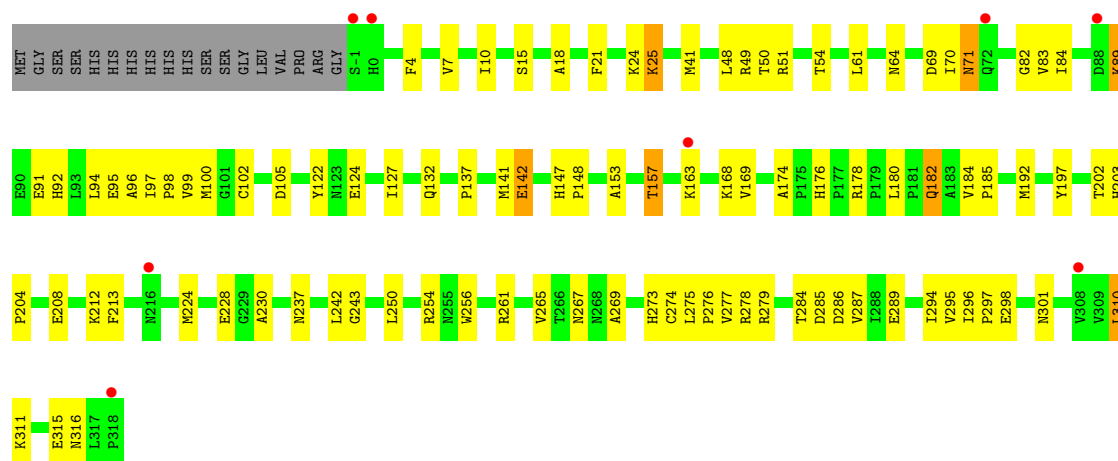 MET GLY SER SER HIS HIS HIS HIS HIS HIS SER SER GLY LEU VAL PRO ARG GLY S-1 H0 F4 V7 I10 S15 A18 F21 K24 K25 M41 L48 R49 T50 R51 T54 L61 N64 D69 I70 N71 Q72 G82 V83 I84 D88 K89
E90 E91 H92 L93 L94 E95 A96 I97 P98 V99 M100 G101 C102 D105 Y122 N123 E124 I127 Q132 P137 M141 E142 H147 P148 A153 T157 K163 K168 V169 A174 P175 H176 P177 R178 P179 L180 P181 Q182 A183 V184 P185 M192 Y197 T202 H203
P204 E208 K212 F213 N216 M224 E228 G229 A230 N237 L242 G243 L250 R254 N255 W256 R261 V265 T266 N267 N268 A269 H273 C274 L275 P276 V277 R278 R279 T284 D285 D286 V287 I288 E289 I294 V295 I296 P297 E298 N301 V308 V309 L310
K311 E315 N316 L317 P318